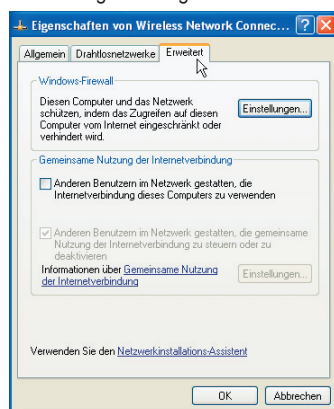 Eigenschaften von Wireless Network Connec...
Allgemein Drahtlosnetzwerke Erweitert
Windows-Firewall
Diesen Computer und das Netzwerk
schützen, indem das Zugreifen auf diesen
Computer vom Internet eingeschränkt oder
verhindert wird.
Einstellungen...
Gemeinsame Nutzung der Internetverbindung
Anderen Benutzern im Netzwerk gestatten, die
Internetverbindung dieses Computers zu verwenden
Anderen Benutzern im Netzwerk gestatten, die gemeinsame
Nutzung der Internetverbindung zu steuern oder zu
deaktivieren
Informationen über Gemeinsame Nutzung
der Internetverbindung
Einstellungen...
Verwenden Sie den Netzwerkinstallations-Assistent
OK Abbrechen